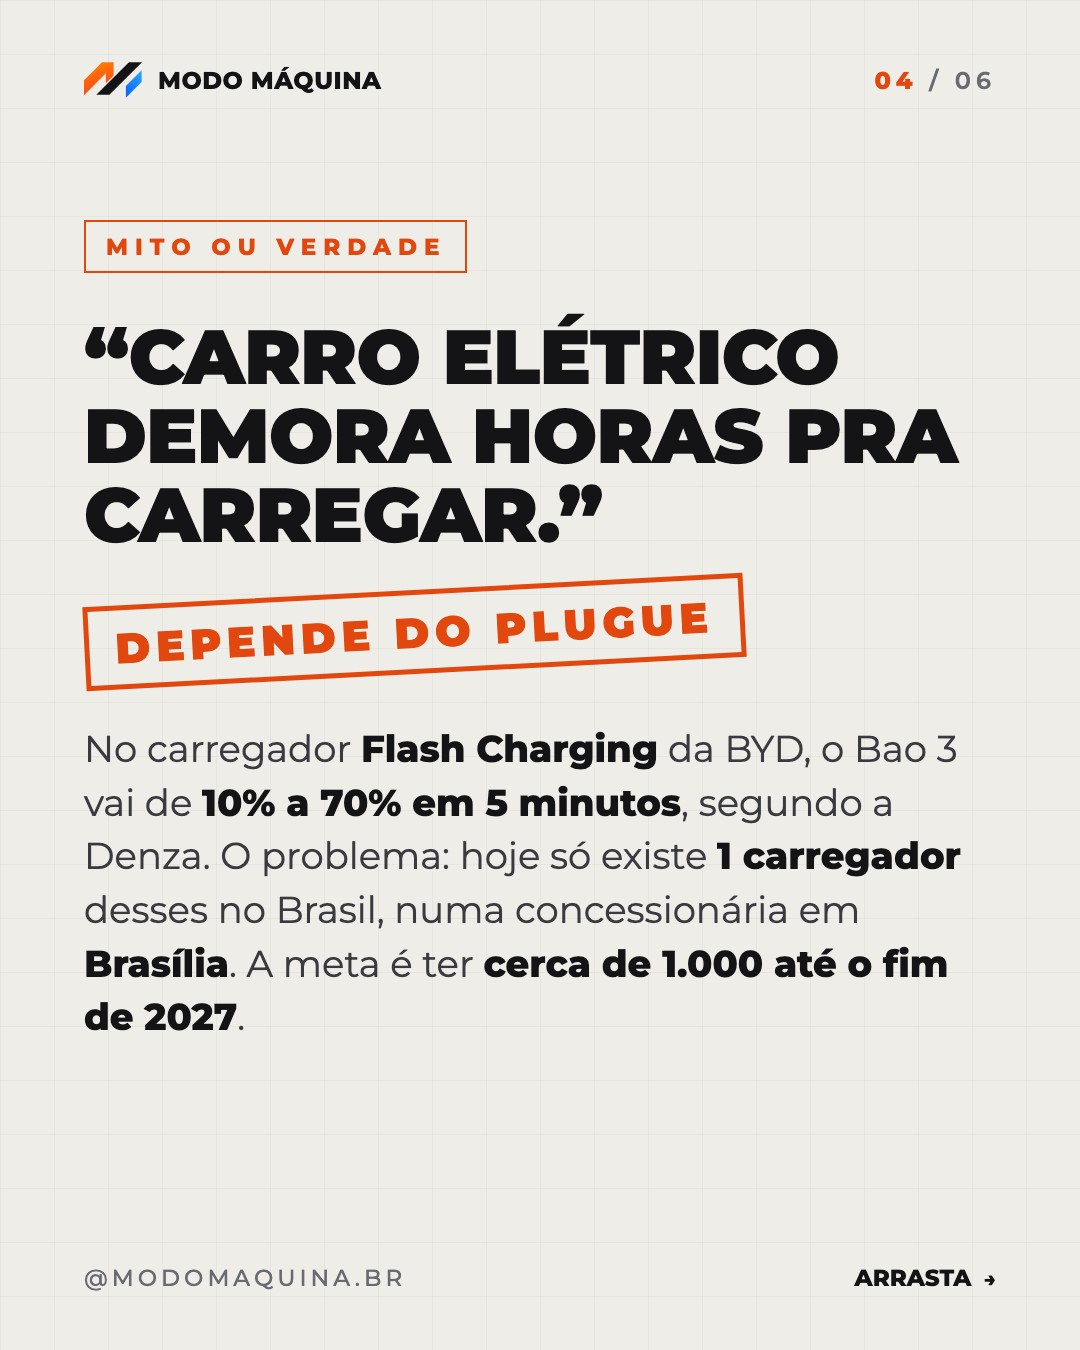 MODO MÁQUINA
04 / 06
MITO OU VERDADE
“CARRO ELÉTRICO
DEMORA HORAS PRA
CARREGAR.”
DEPENDE DO PLUGUE
No carregador Flash Charging da BYD, o Bao 3
vai de 10% a 70% em 5 minutos, segundo a
Denza. O problema: hoje só existe 1 carregador
desses no Brasil, numa concessionária em
Brasília. A meta é ter cerca de 1.000 até o fim
de 2027.
@MODOMAQUINA.BR
ARRASTA →